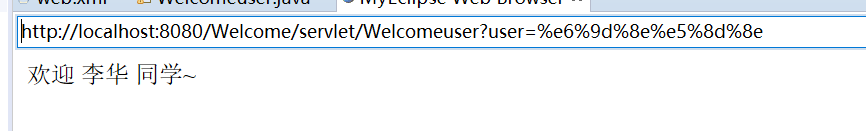 web.xml Welcomeuser.java MyEclipse Web Browser
http://localhost:8080/Welcome/servlet/Welcomeuser?user=%e6%9d%8e%e5%8d%8e
欢迎 李华 同学~